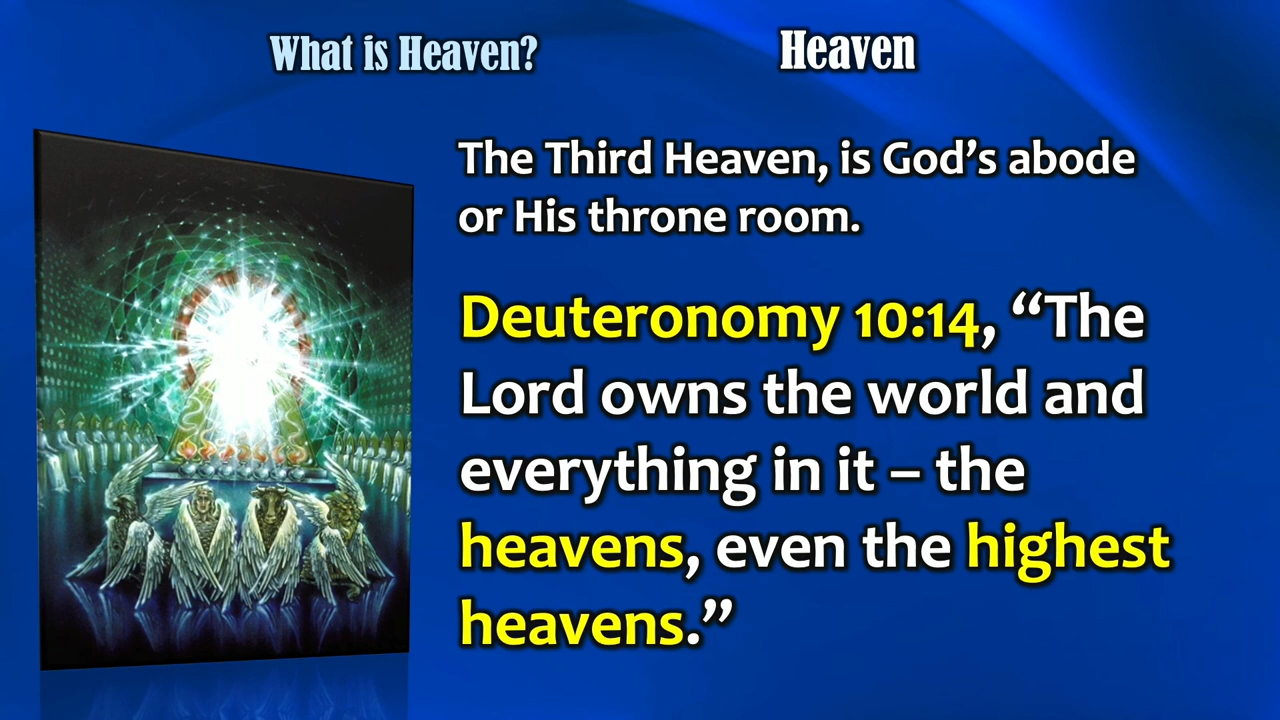 What is Heaven?
Heaven
The Third Heaven, is God’s abode
or His throne room.
Deuteronomy 10:14, “The
Lord owns the world and
everything in it – the
heavens, even the highest
heavens.”